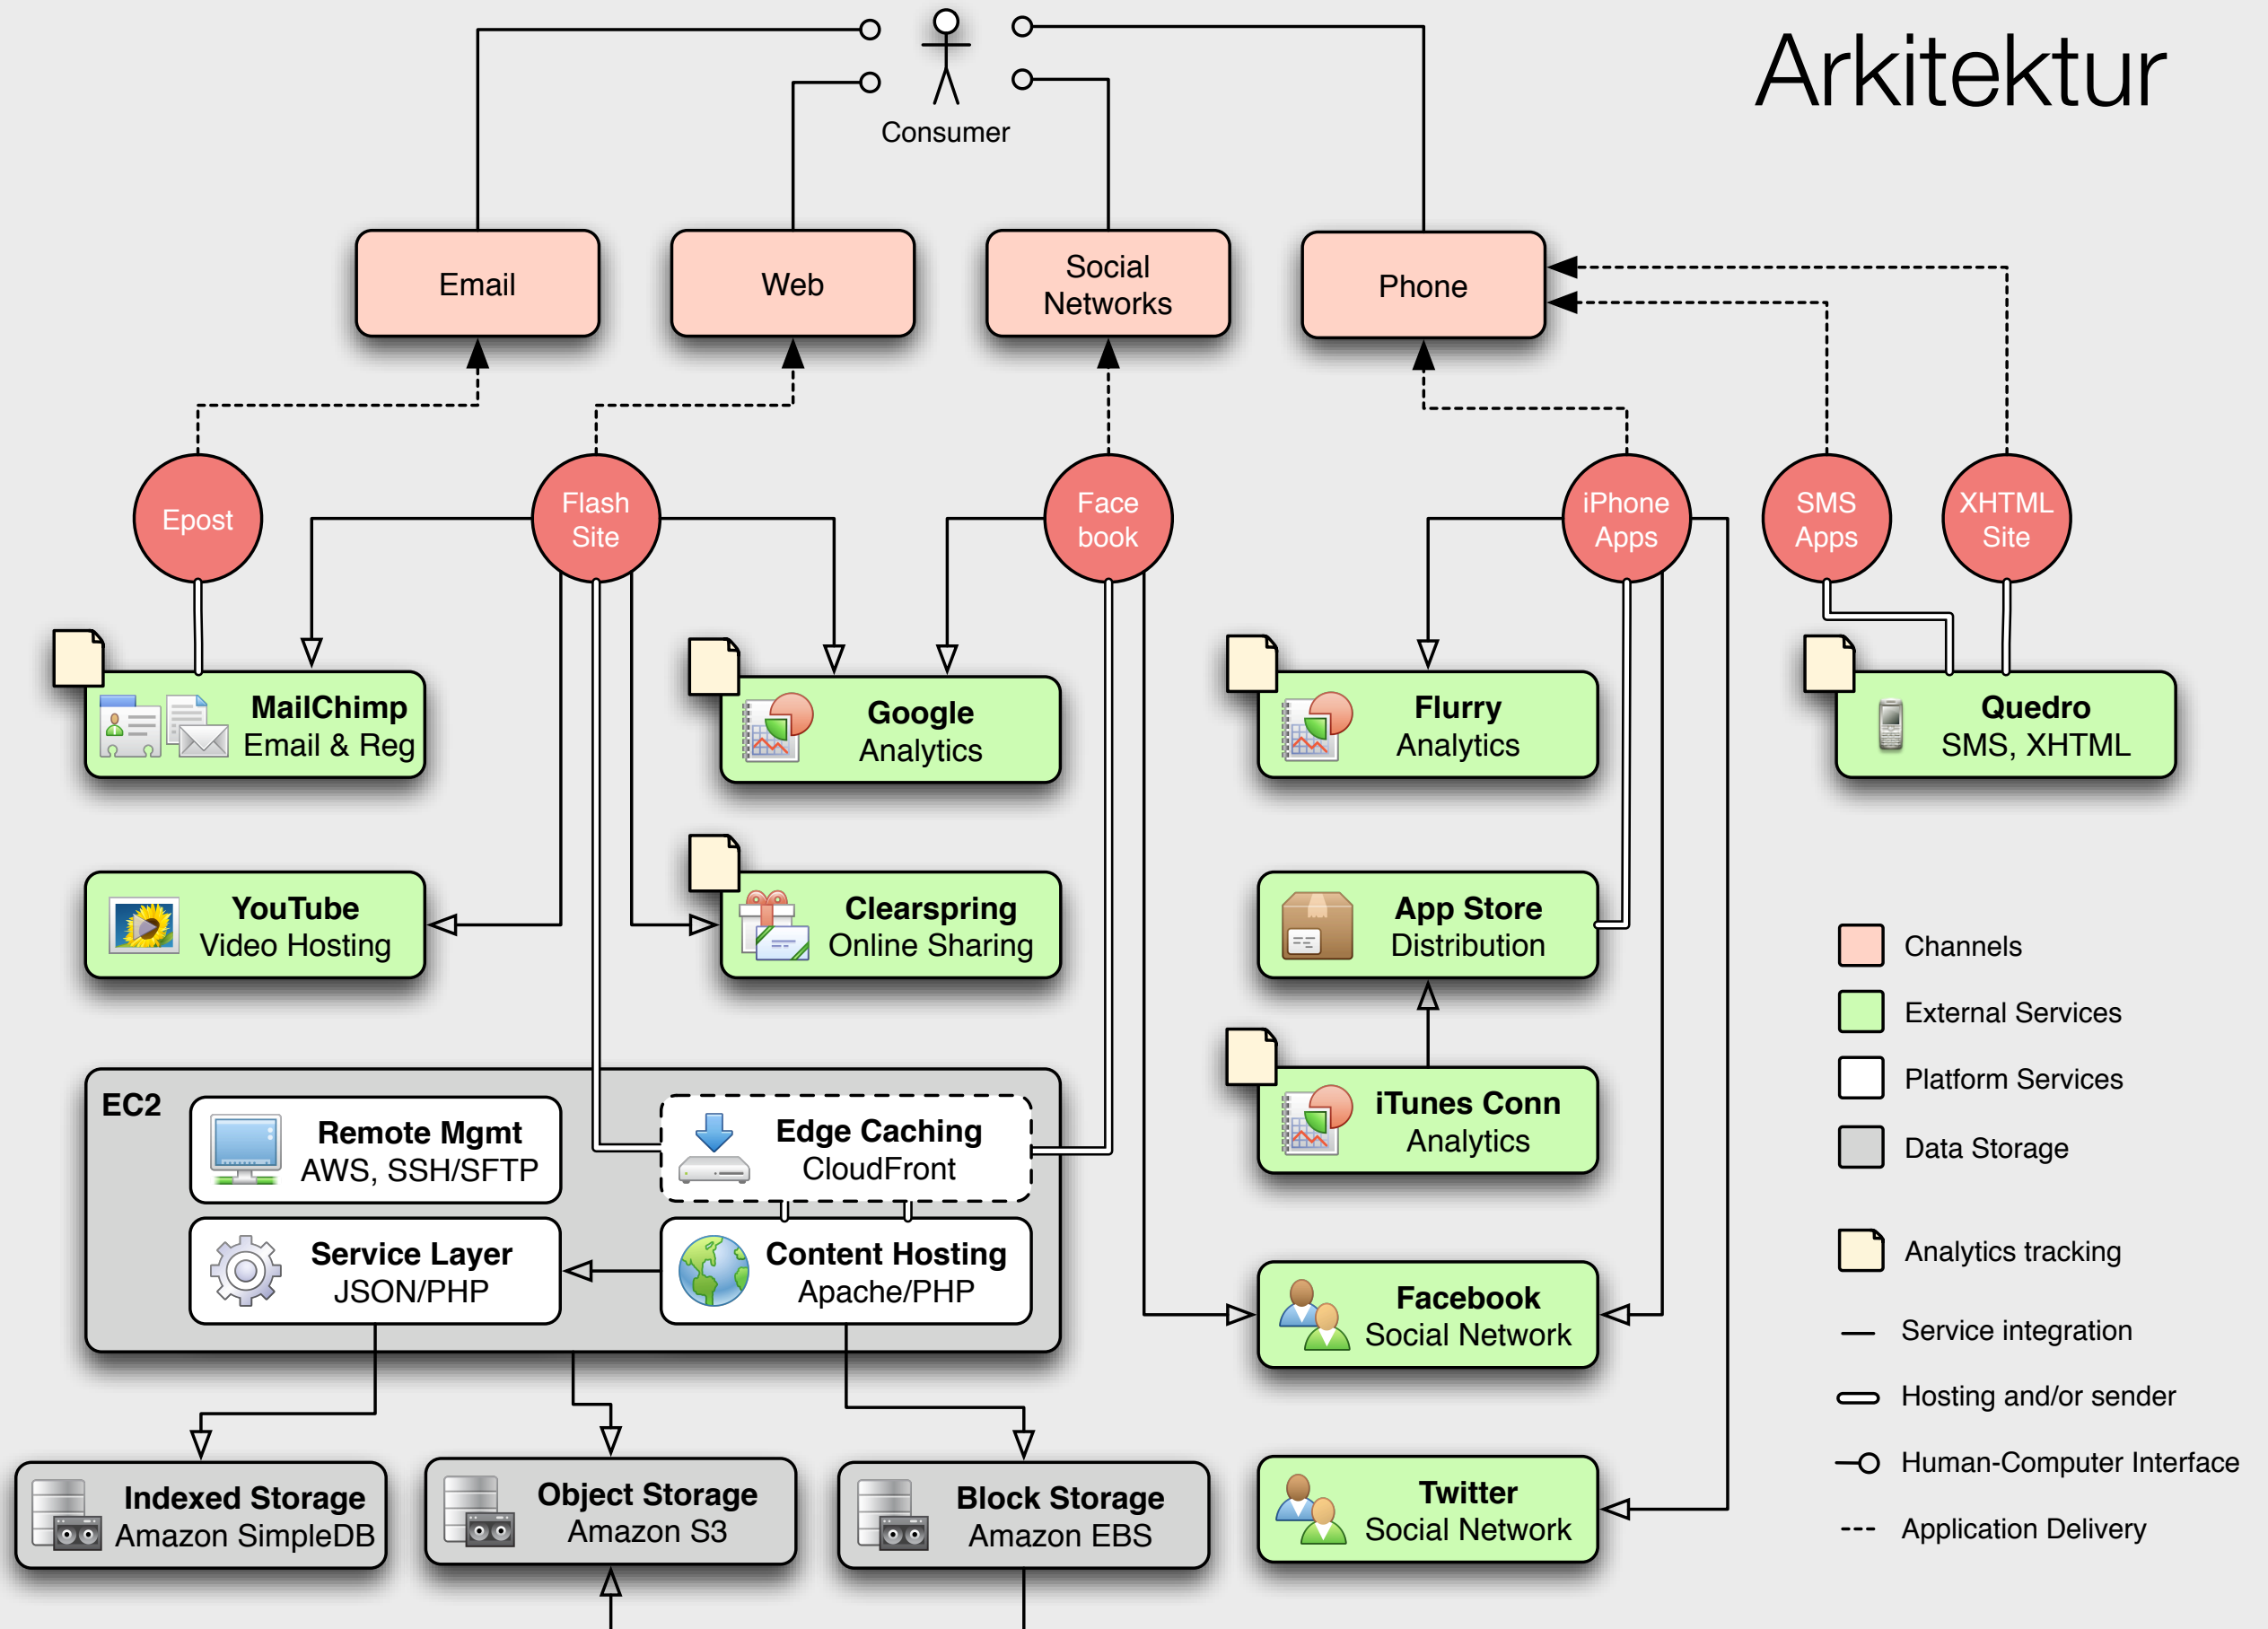 Arkitektur
Consumer
Email
Web
Social
Networks
Phone
Epost
Flash
Site
Face
book
iPhone
Apps
SMS
Apps
XHTML
Site
MailChimp
Email & Reg
Google
Analytics
Flurry
Analytics
Quedro
SMS, XHTML
YouTube
Video Hosting
Clearspring
Online Sharing
App Store
Distribution
EC2
Remote Mgmt
AWS, SSH/SFTP
Edge Caching
CloudFront
iTunes Conn
Analytics
Service Layer
JSON/PHP
Content Hosting
Apache/PHP
Facebook
Social Network
Indexed Storage
Amazon SimpleDB
Object Storage
Amazon S3
Block Storage
Amazon EBS
Twitter
Social Network
Channels
External Services
Platform Services
Data Storage
Analytics tracking
Service integration
Hosting and/or sender
Human-Computer Interface
Application Delivery